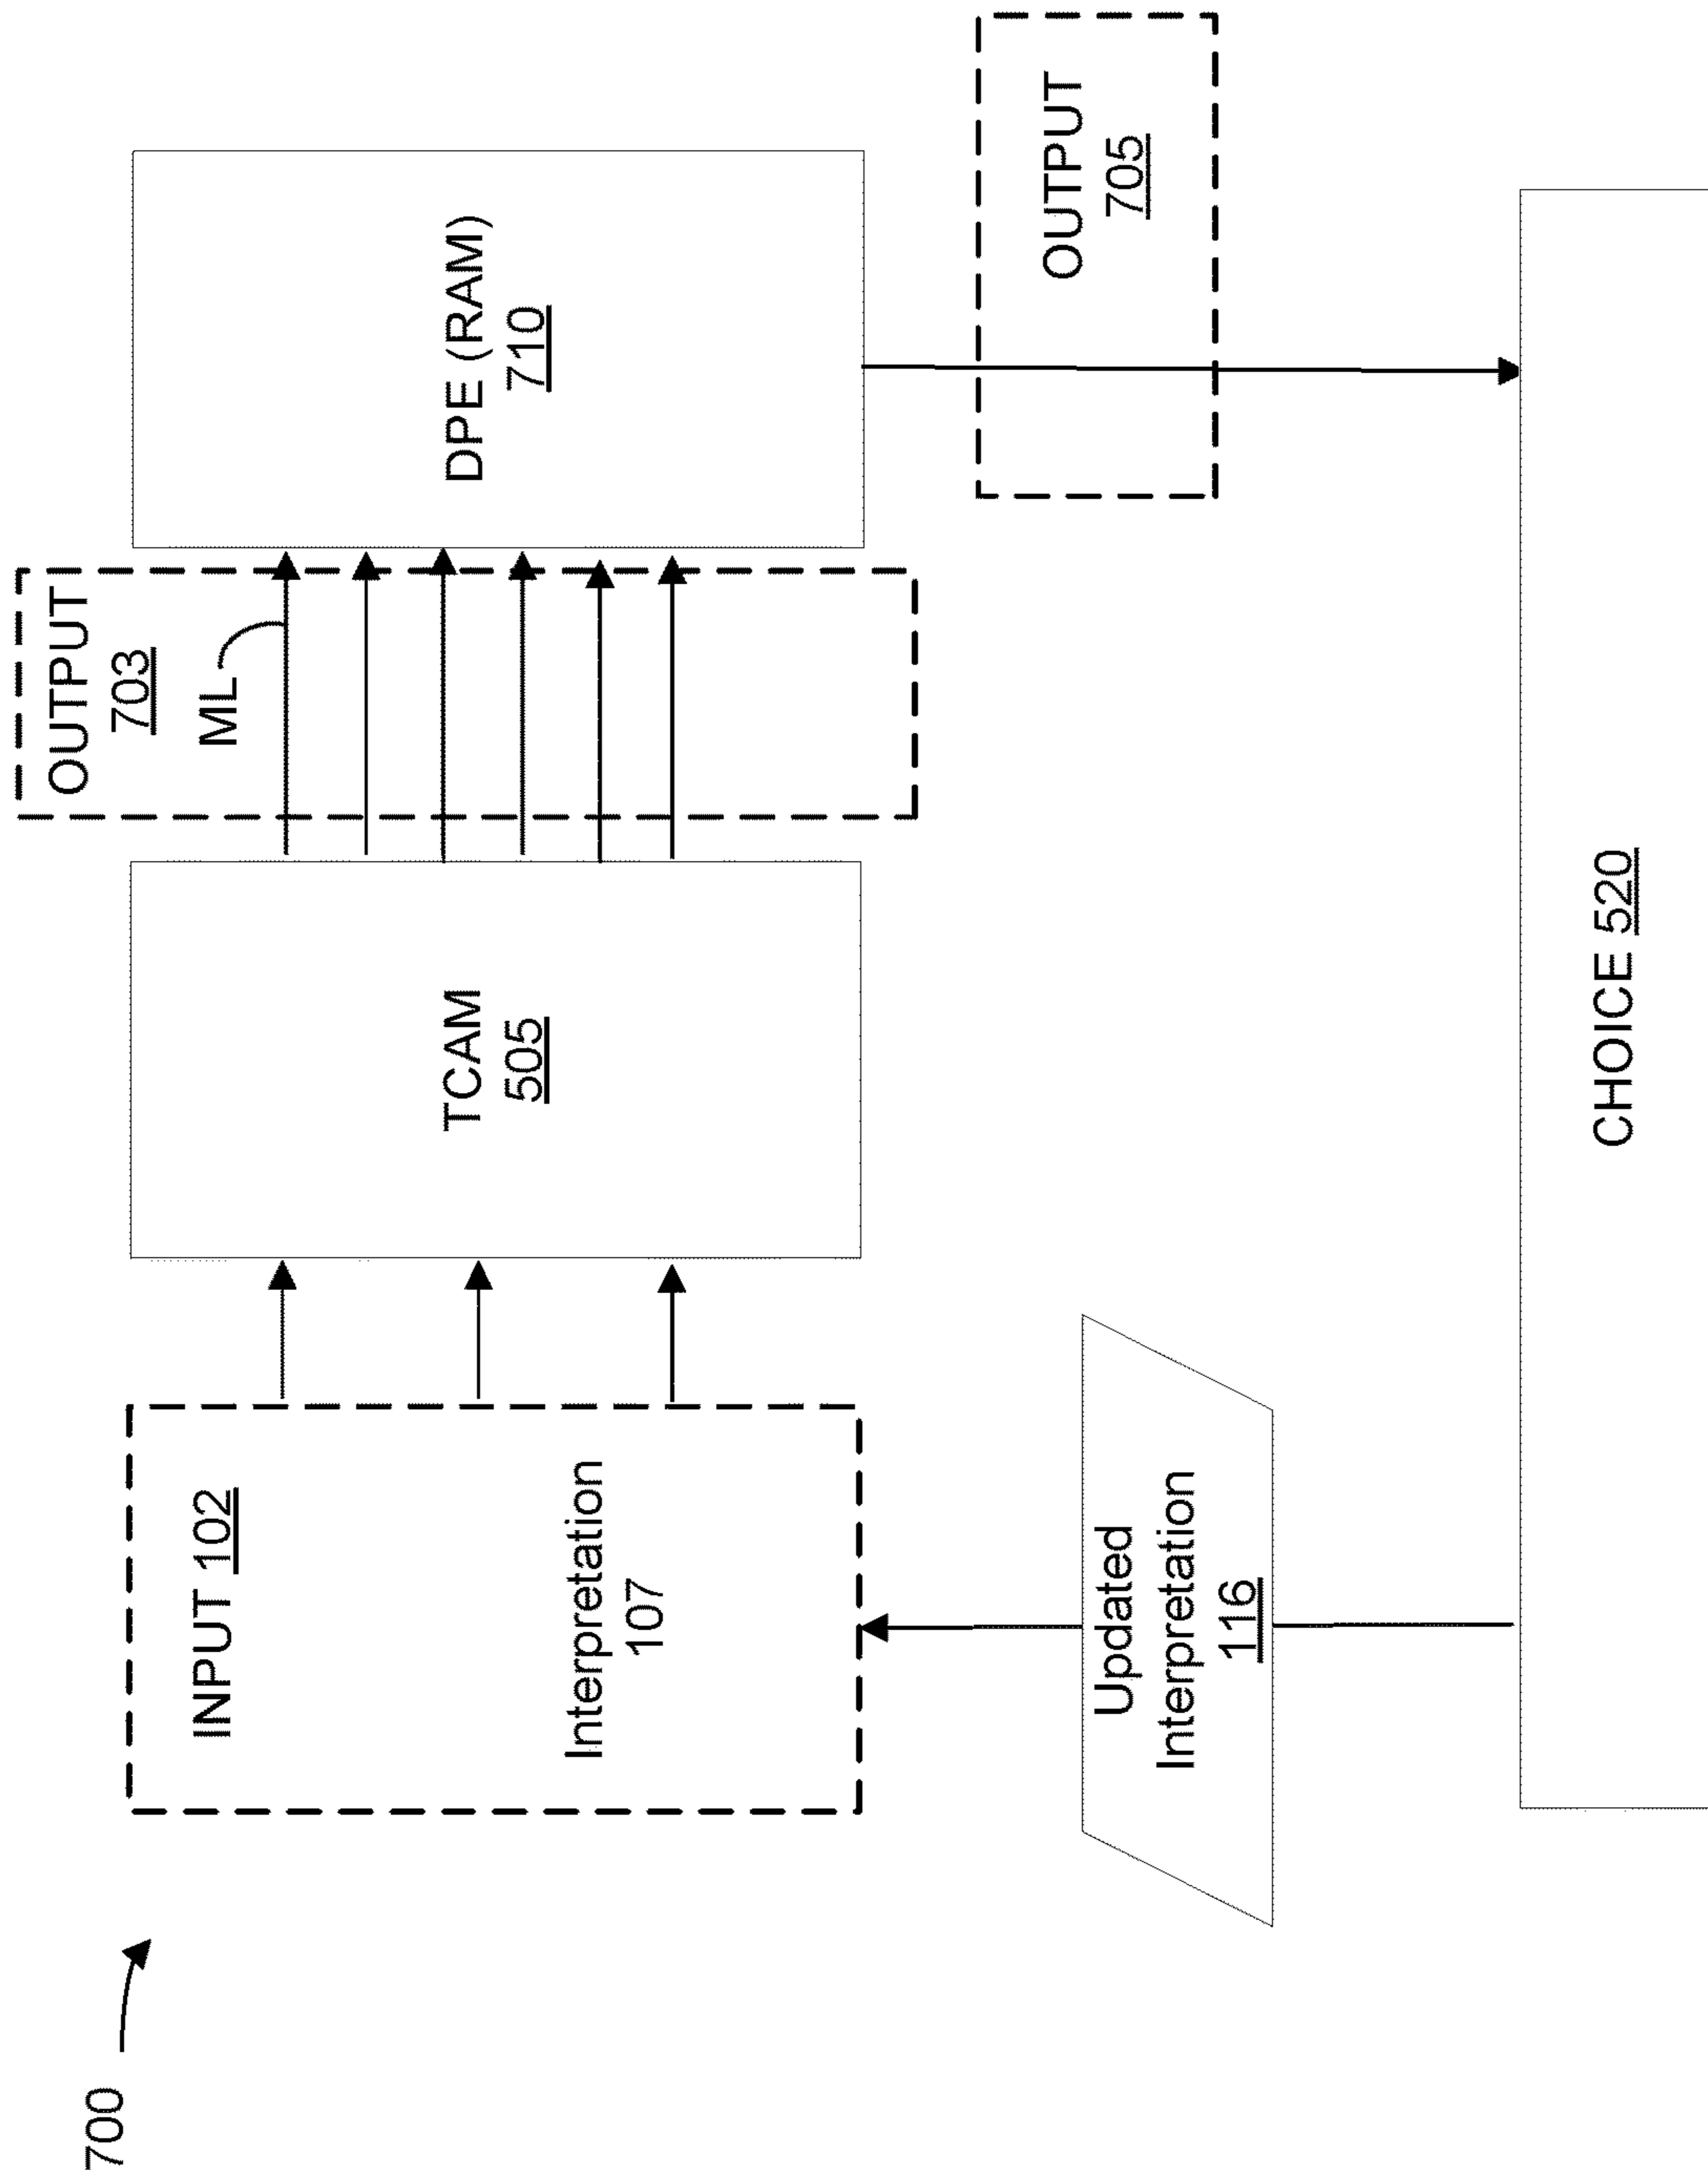 700
INPUT 102
Interpretation
107
TCAM
505
OUTPUT
703
ML
DPE (RAM)
710
OUTPUT
705
Updated
Interpretation
116
CHOICE 520